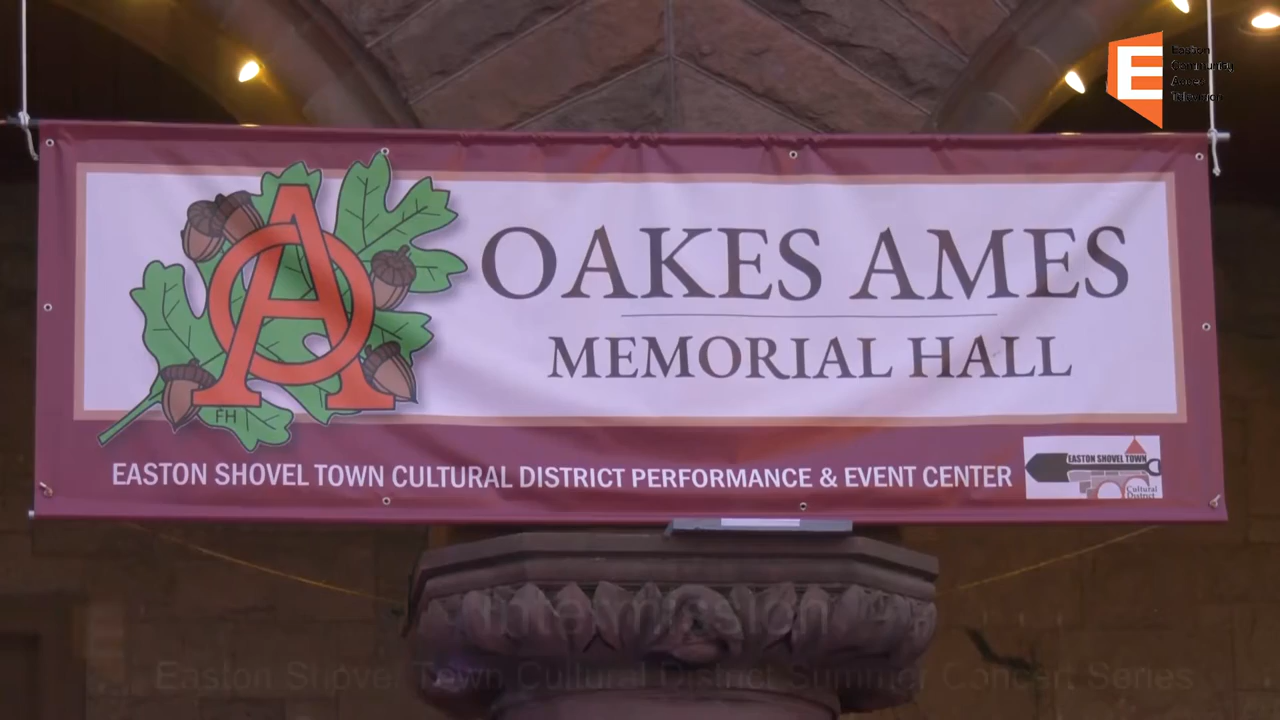 E
Easton
Community
Access
Television
OA
OAKES AMES
MEMORIAL HALL
FH
EASTON SHOVEL TOWN CULTURAL DISTRICT PERFORMANCE & EVENT CENTER
EASTON SHOVEL TOWN
Cultural
District
Intermission
Easton Shovel Town Cultural District Summer Concert Series